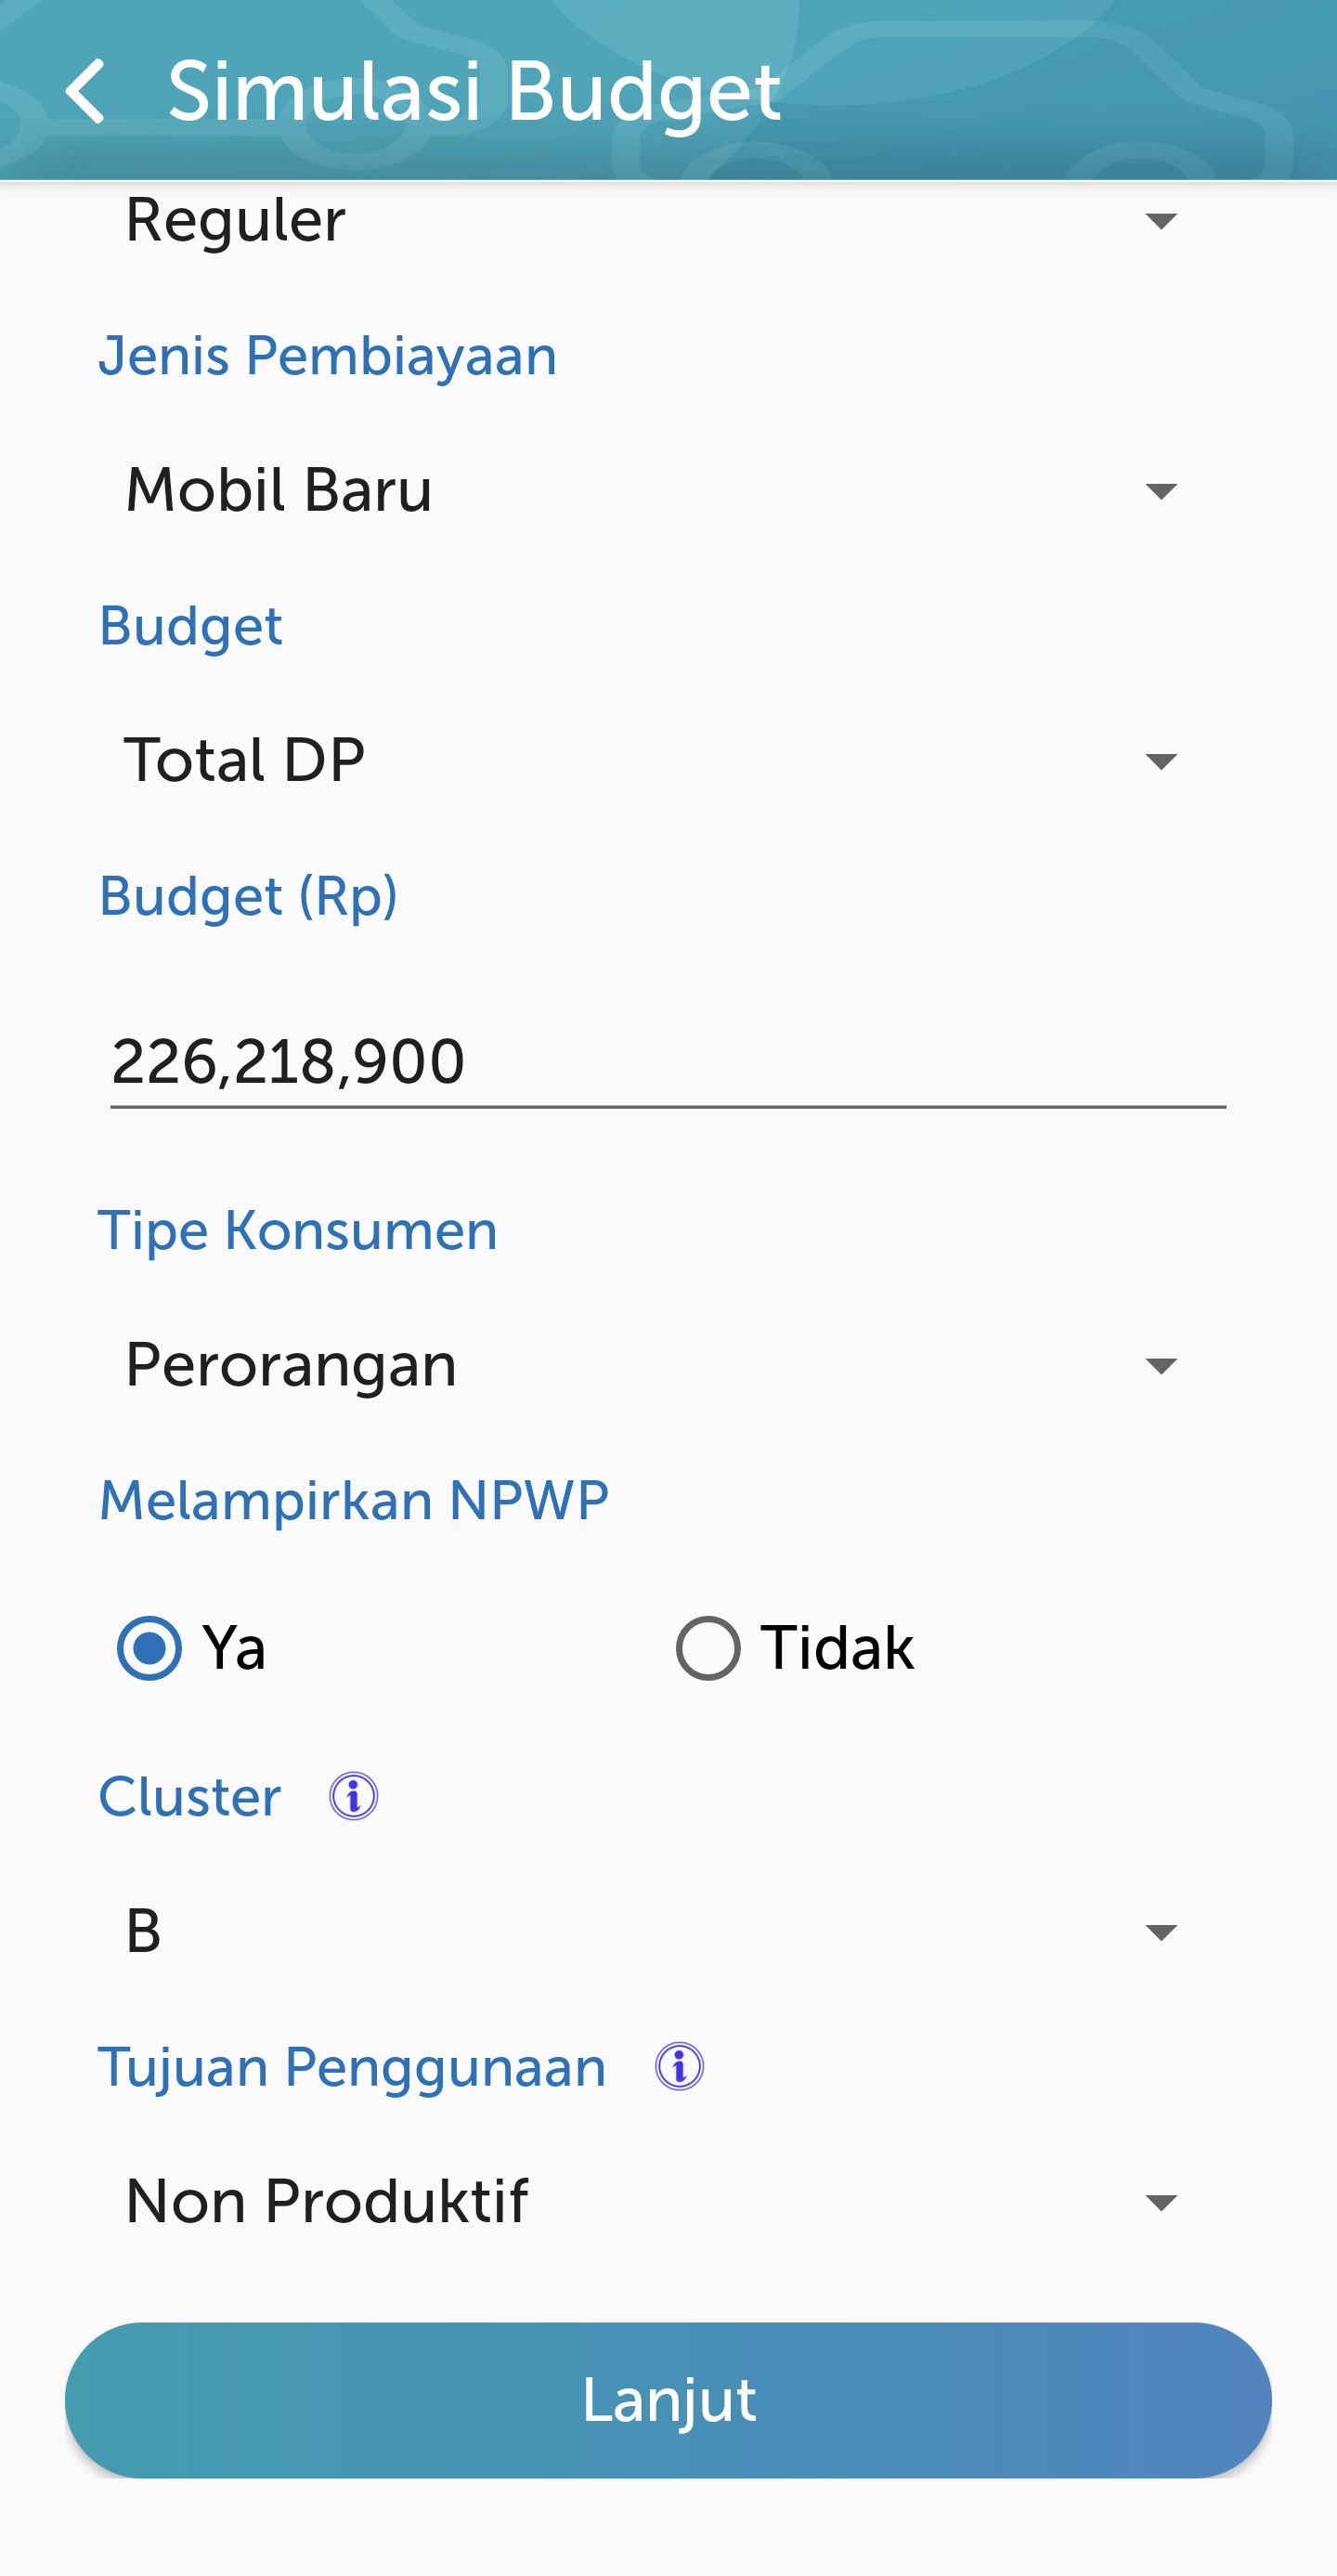 Simulasi Budget
Reguler
Jenis Pembiayaan
Mobil Baru
Budget
Total DP
Budget (Rp)
226,218,900
Tipe Konsumen
Perorangan
Melampirkan NPWP
Ya Tidak
Cluster
B
Tujuan Penggunaan
Non Produktif
Lanjut